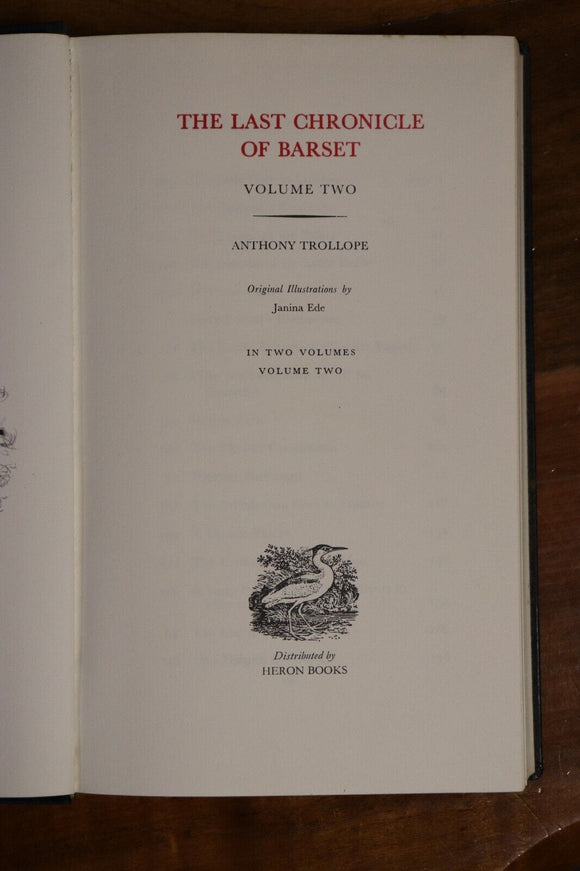 THE LAST CHRONICLE
OF BARSET
VOLUME TWO
ANTHONY TROLLOPE
Original Illustrations by
Janina Ede
IN TWO VOLUMES
VOLUME TWO
Distributed by
HERON BOOKS